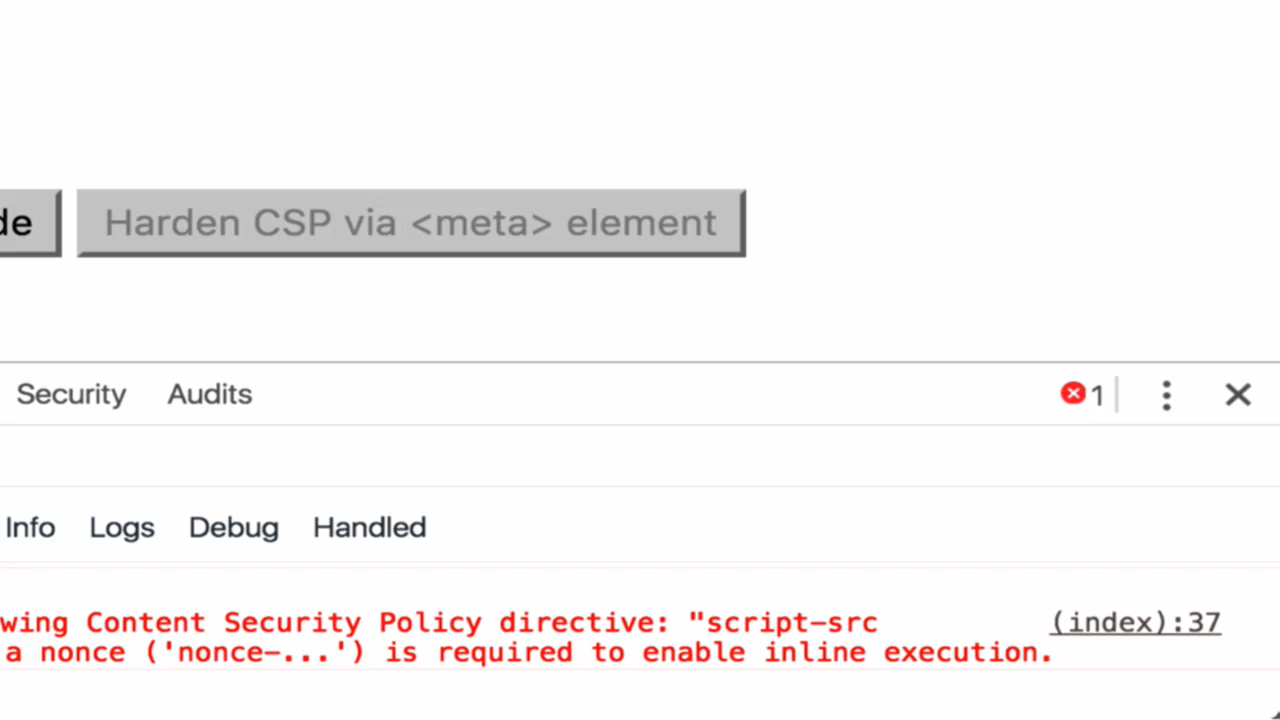 de Harden CSP via <meta> element
Security Audits 1
Info Logs Debug Handled
wing Content Security Policy directive: "script-src (index):37
a nonce ('nonce-...') is required to enable inline execution.